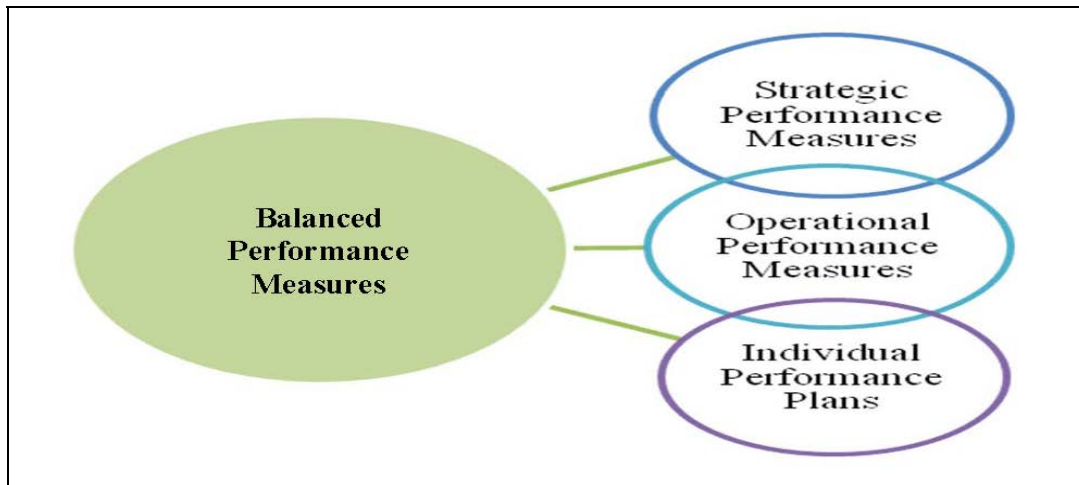 Balanced
Performance
Measures
Strategic
Performance
Measures
Operational
Performance
Measures
Individual
Performance
Plans